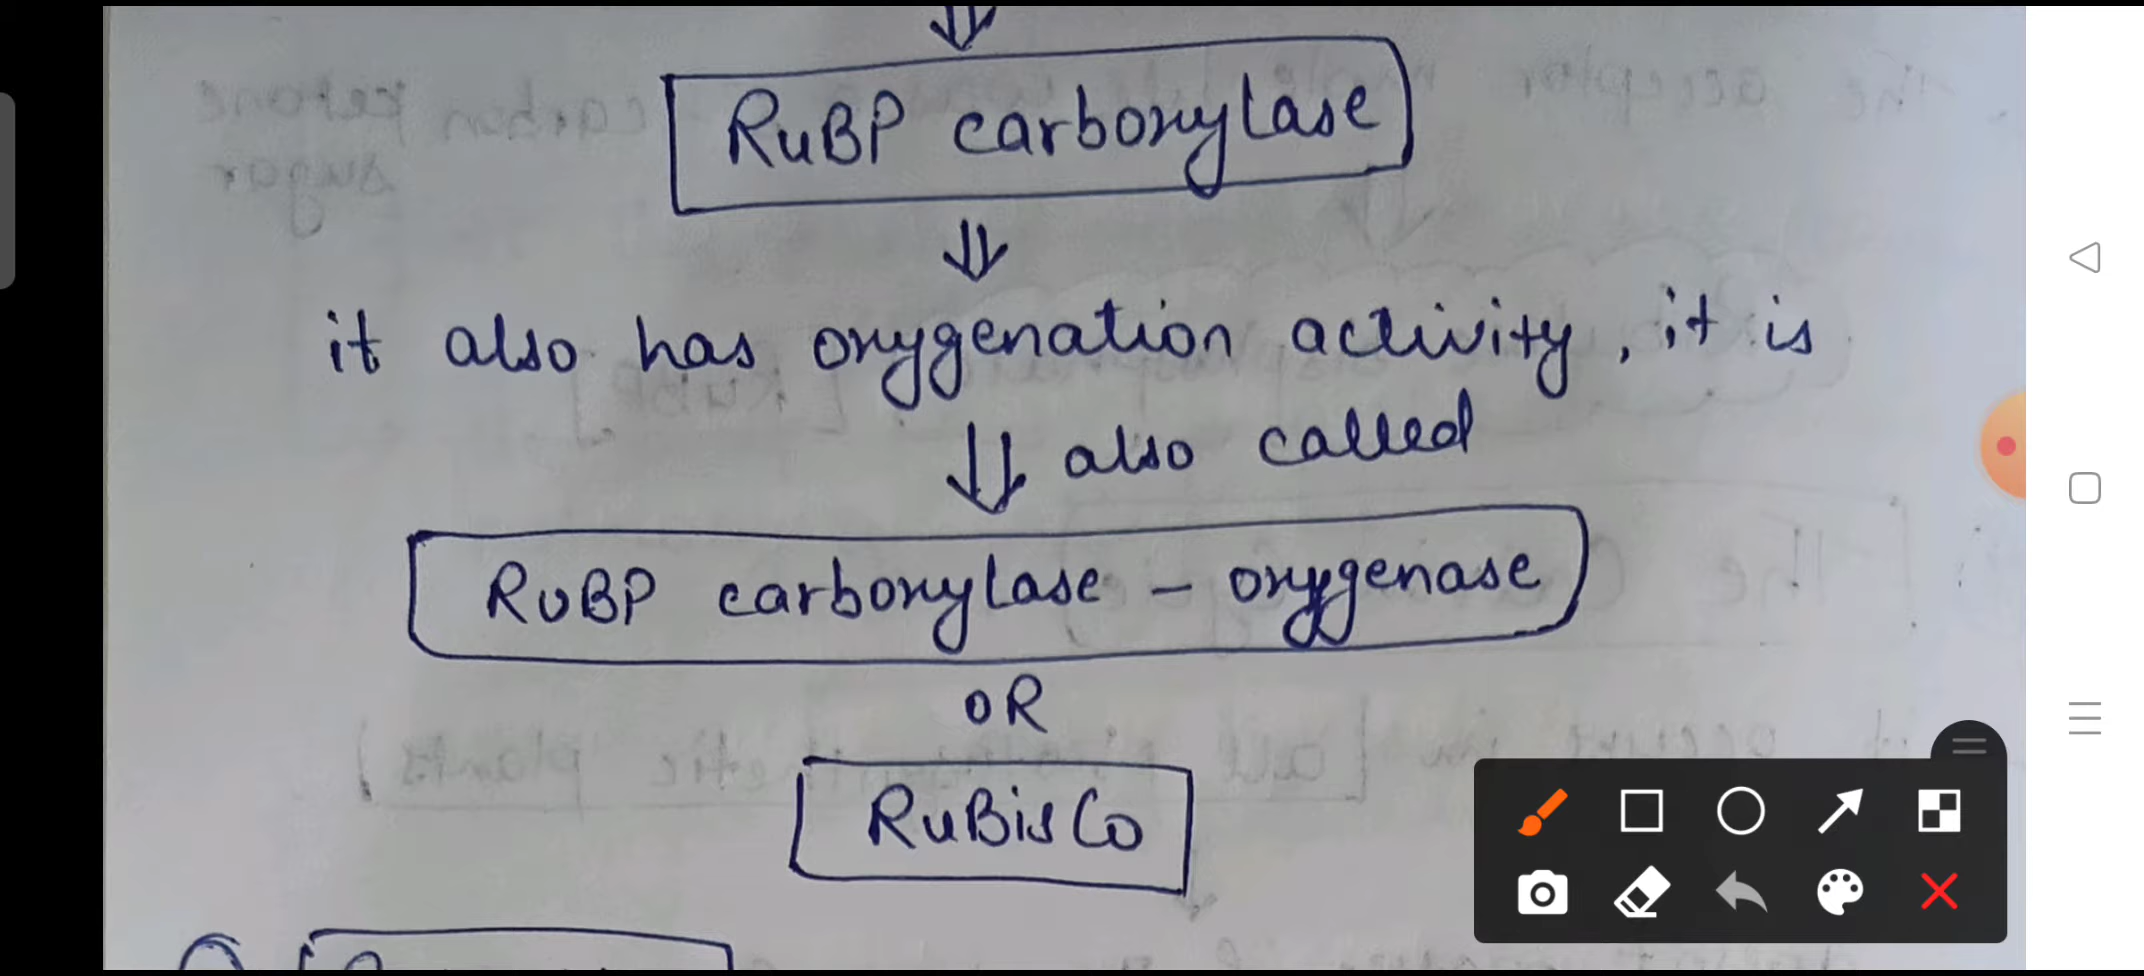 RuBP carboxylase
it also has oxygenation activity, it is
also called
RuBP carboxylase - oxygenase
OR
RuBisCo